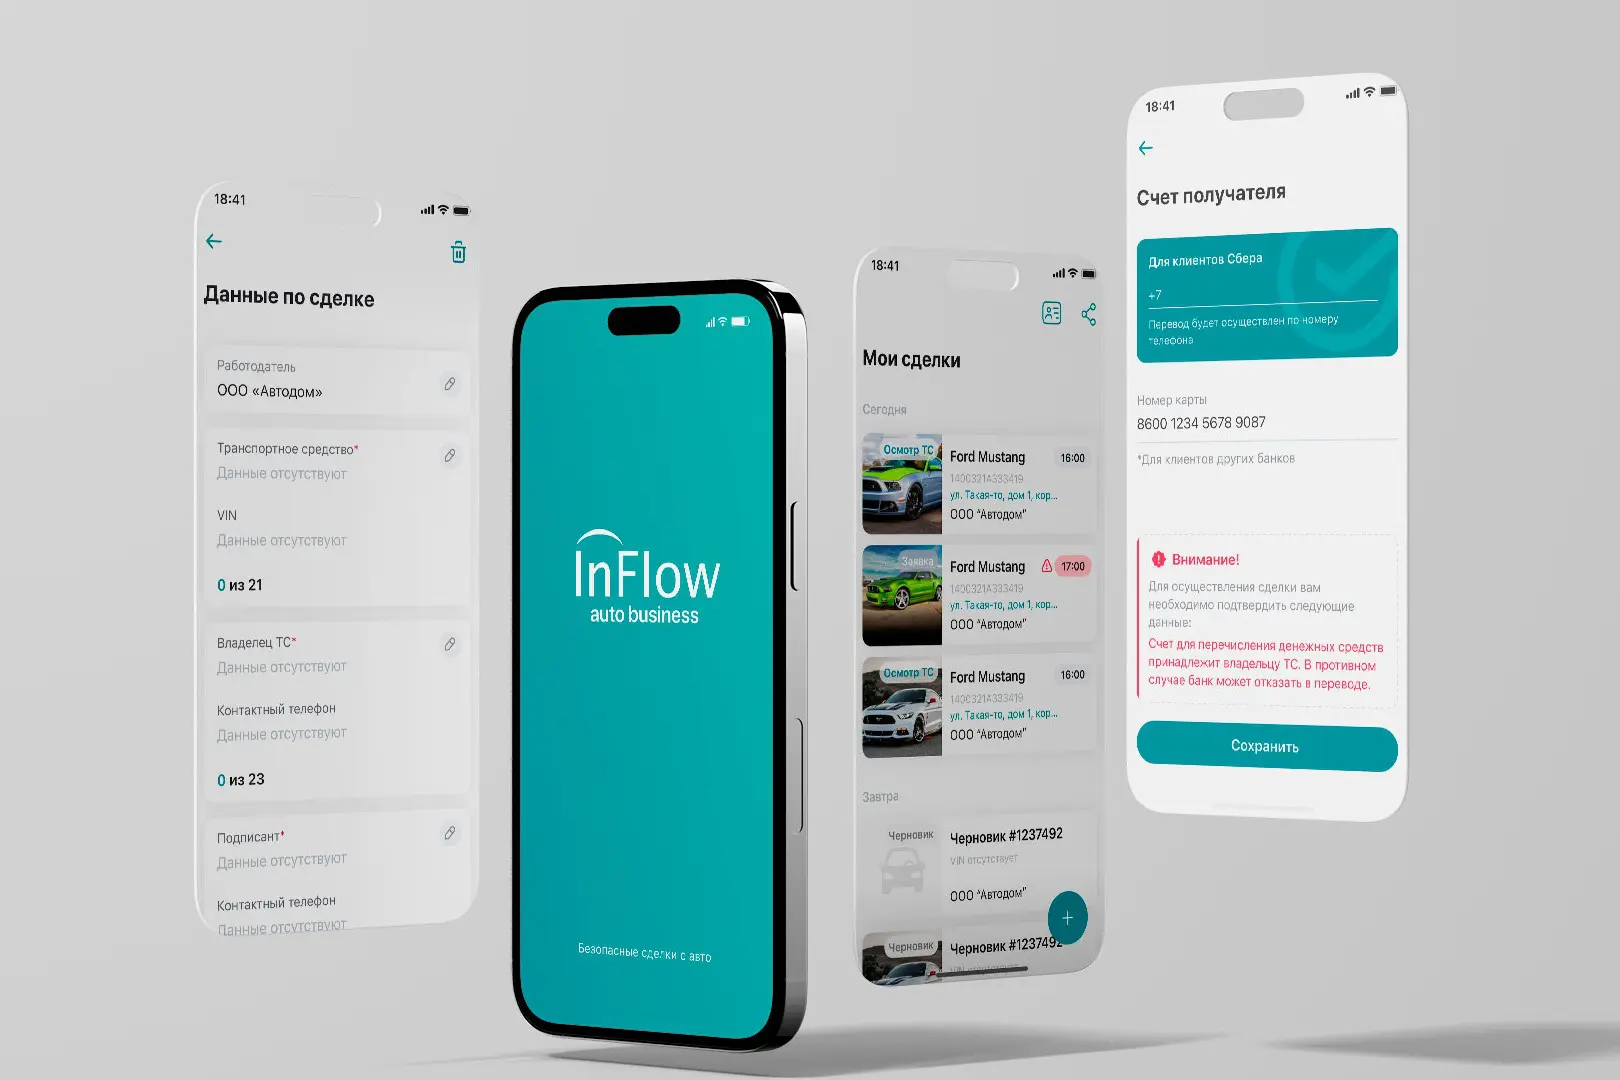 18:41
Данные по сделке
Работодатель
ООО «Автодом»
Транспортное средство*
Данные отсутствуют
VIN
Данные отсутствуют
0 из 21
Владелец ТС*
Данные отсутствуют
Контактный телефон
Данные отсутствуют
0 из 23
Подписант*
Данные отсутствуют
Контактный телефон
Данные отсутствуют
InFlow
auto business
Безопасные сделки с авто
18:41
Мои сделки
Сегодня
Осмотр ТС
Ford Mustang
16:00
1400321A333419
ул. Такая-то, дом 1, кор...
ООО "Автодом"
Заявка
Ford Mustang
17:00
1400321A333419
ул. Такая-то, дом 1, кор...
ООО "Автодом"
Осмотр ТС
Ford Mustang
16:00
1400321A333419
ул. Такая-то, дом 1, кор...
ООО "Автодом"
Завтра
Черновик
Черновик #1237492
VIN отсутствует
ООО "Автодом"
+
Черновик
Черновик #1237492
VIN отсутствует
18:41
Счет получателя
Для клиентов Сбера
+7
Перевод будет осуществлен по номеру
телефона
Номер карты
8600 1234 5678 9087
*Для клиентов других банков
Внимание!
Для осуществления сделки вам
необходимо подтвердить следующие
данные:
Счет для перечисления денежных средств
принадлежит владельцу ТС. В противном
случае банк может отказать в переводе.
Сохранить